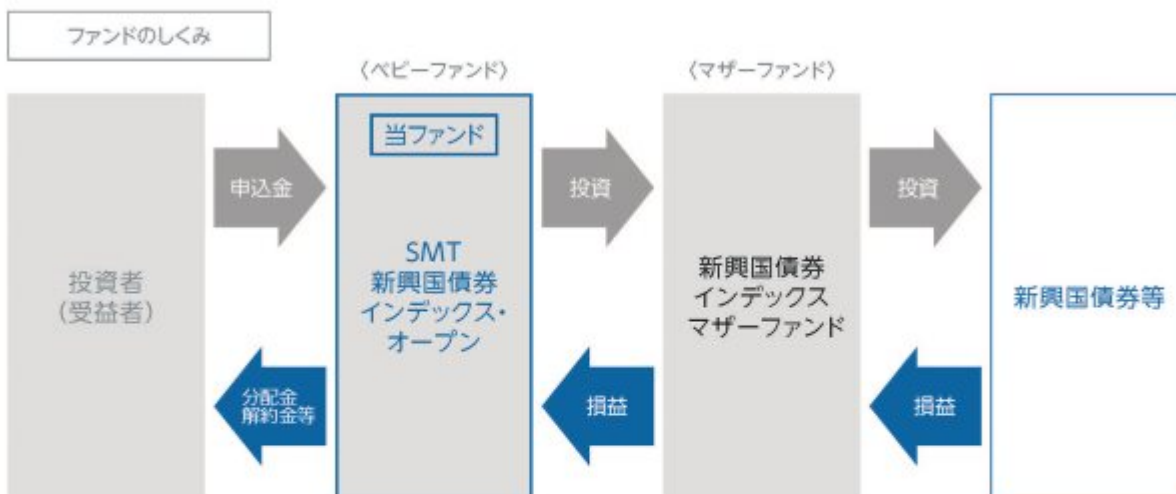 ファンドのしくみ
〈ベビーファンド〉
〈マザーファンド〉
当ファンド
申込金
投資
投資
投資者
(受益者)
SMT
新興国債券
インデックス・
オープン
新興国債券
インデックス
マザーファンド
新興国債券等
分配金
解約金等
損益
損益